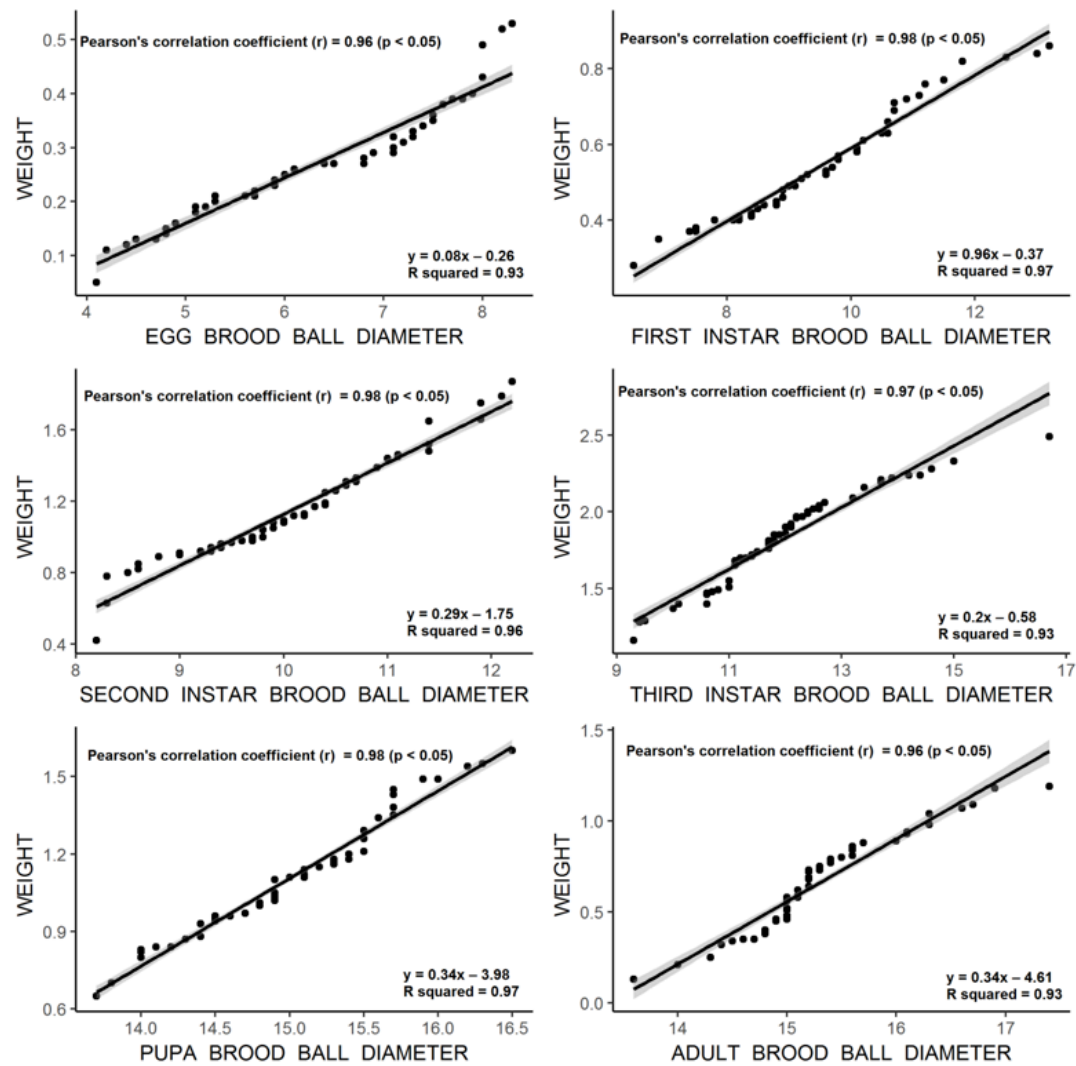 Pearson's correlation coefficient (r) = 0.96 (p < 0.05)
0.5
0.4
0.3
0.2
0.1
WEIGHT
y = 0.08x – 0.26
R squared = 0.93
4 5 6 7 8
EGG BROOD BALL DIAMETER
Pearson's correlation coefficient (r) = 0.98 (p < 0.05)
0.8
0.6
0.4
WEIGHT
y = 0.96x – 0.37
R squared = 0.97
8 10 12
FIRST INSTAR BROOD BALL DIAMETER
Pearson's correlation coefficient (r) = 0.98 (p < 0.05)
1.6
1.2
0.8
0.4
WEIGHT
y = 0.29x – 1.75
R squared = 0.96
8 9 10 11 12
SECOND INSTAR BROOD BALL DIAMETER
Pearson's correlation coefficient (r) = 0.97 (p < 0.05)
2.5
2.0
1.5
WEIGHT
y = 0.2x – 0.58
R squared = 0.93
9 11 13 15 17
THIRD INSTAR BROOD BALL DIAMETER
Pearson's correlation coefficient (r) = 0.98 (p < 0.05)
1.5
1.2
0.9
0.6
WEIGHT
y = 0.34x – 3.98
R squared = 0.97
14.0 14.5 15.0 15.5 16.0 16.5
PUPA BROOD BALL DIAMETER
Pearson's correlation coefficient (r) = 0.96 (p < 0.05)
1.5
1.0
0.5
0.0
WEIGHT
y = 0.34x – 4.61
R squared = 0.93
14 15 16 17
ADULT BROOD BALL DIAMETER